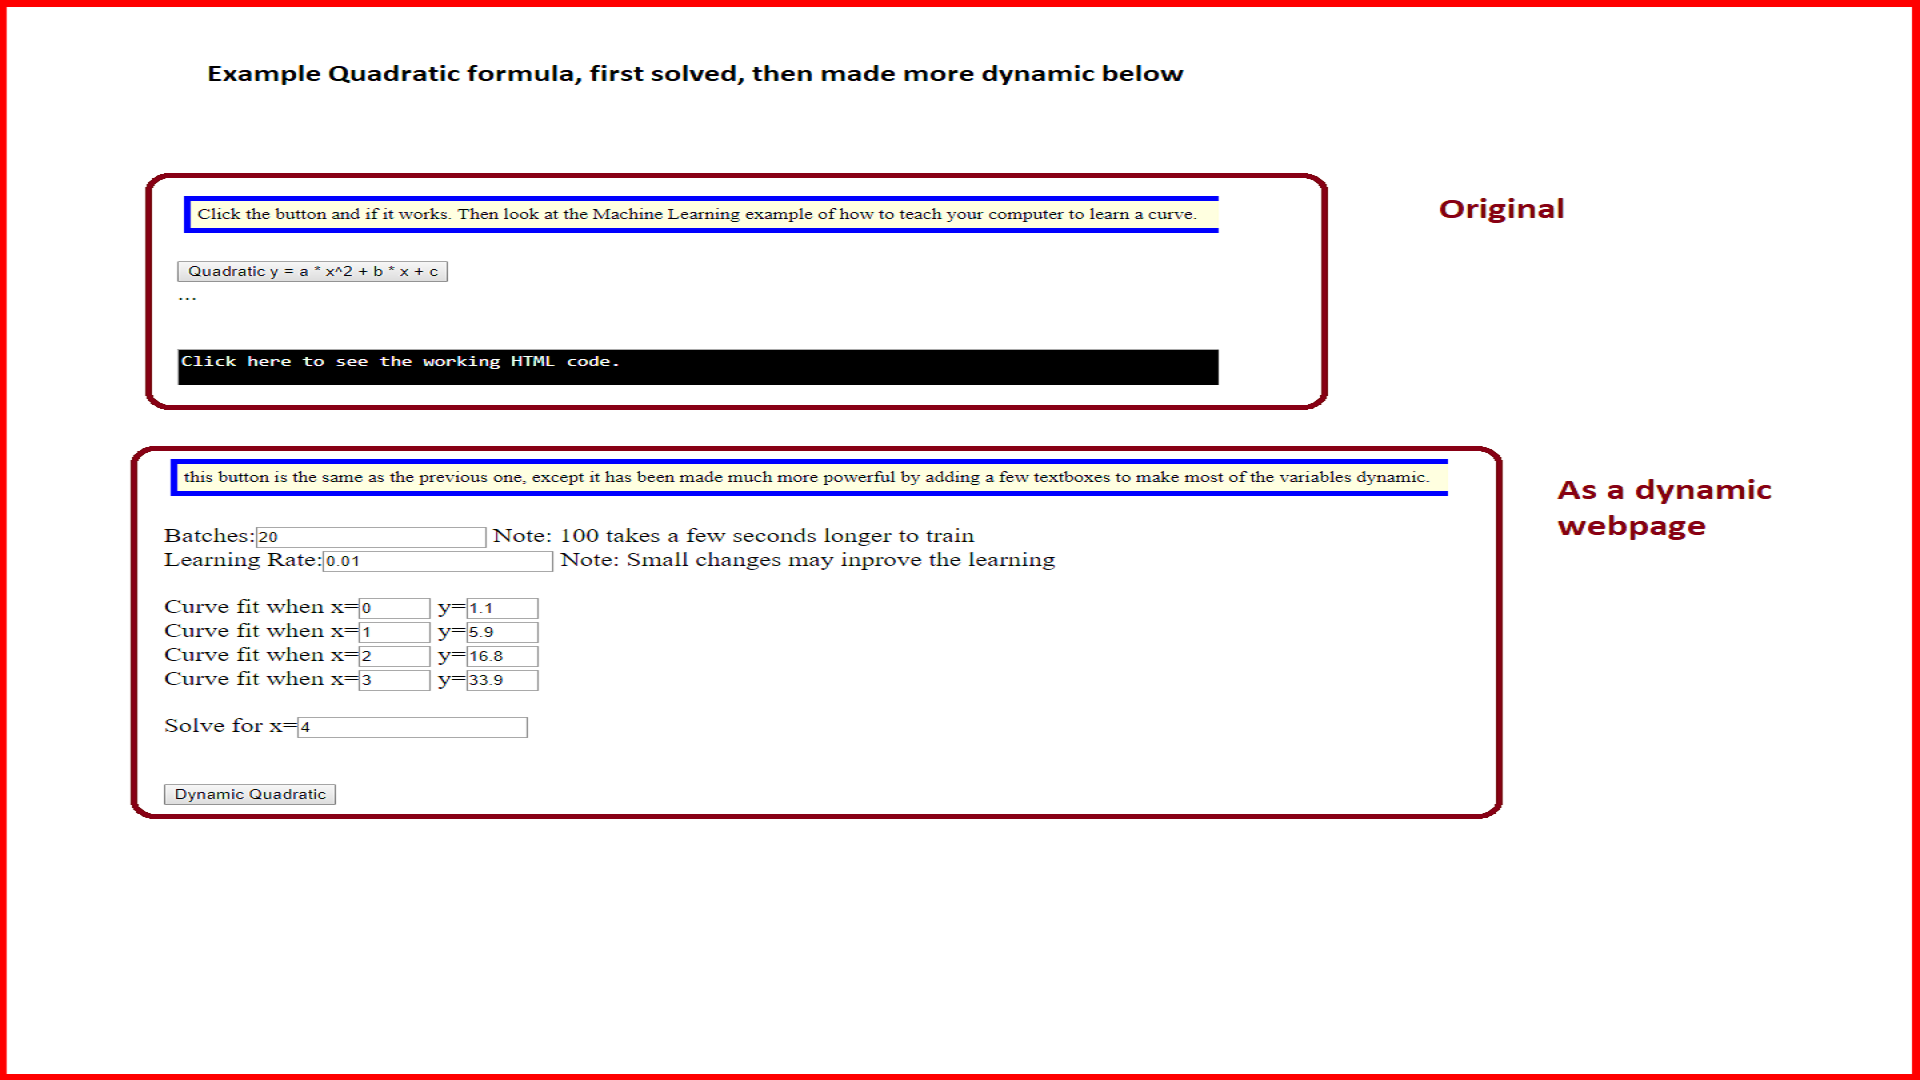 Example Quadratic formula, first solved, then made more dynamic below
Original
Click the button and if it works. Then look at the Machine Learning example of how to teach your computer to learn a curve.
Quadratic y = a * x^2 + b * x + c
...
Click here to see the working HTML code.
As a dynamic
webpage
this button is the same as the previous one, except it has been made much more powerful by adding a few textboxes to make most of the variables dynamic.
Batches:20 Note: 100 takes a few seconds longer to train
Learning Rate:0.01 Note: Small changes may inprove the learning
Curve fit when x=0 y=1.1
Curve fit when x=1 y=5.9
Curve fit when x=2 y=16.8
Curve fit when x=3 y=33.9
Solve for x=4
Dynamic Quadratic